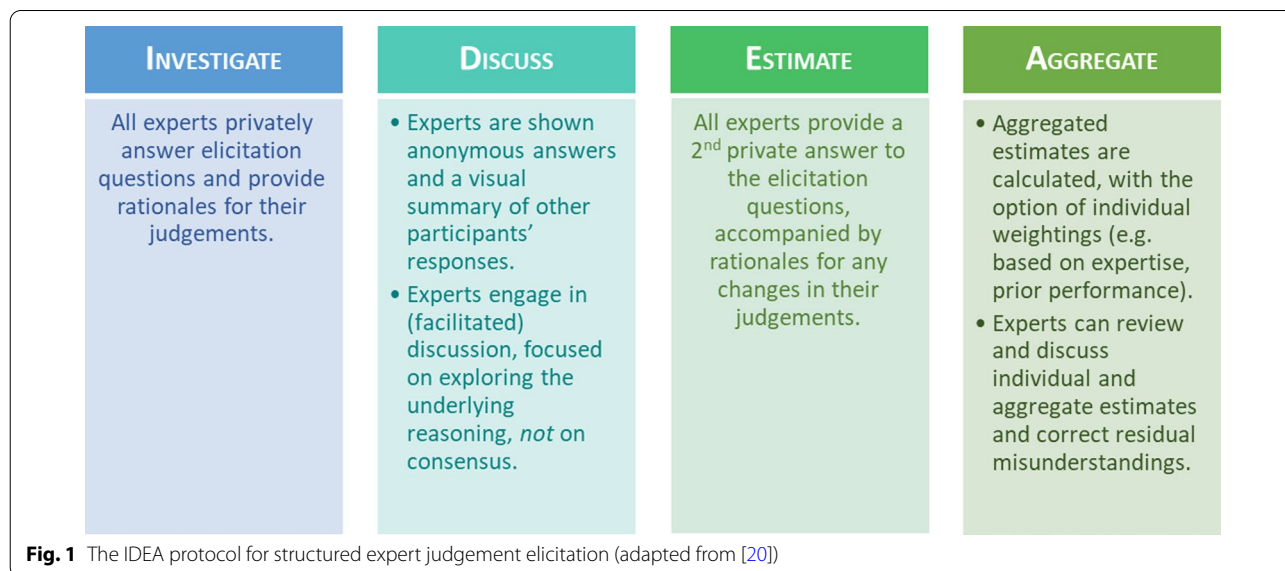 INVESTIGATE
All experts privately
answer elicitation
questions and provide
rationales for their
judgements.
DISCUSS
• Experts are shown
anonymous answers
and a visual
summary of other
participants’
responses.
• Experts engage in
(facilitated)
discussion, focused
on exploring the
underlying
reasoning, not on
consensus.
ESTIMATE
All experts provide a
2nd private answer to
the elicitation
questions,
accompanied by
rationales for any
changes in their
judgements.
AGGREGATE
• Aggregated
estimates are
calculated, with the
option of individual
weightings (e.g.
based on expertise,
prior performance).
• Experts can review
and discuss
individual and
aggregate estimates
and correct residual
misunderstandings.
Fig. 1 The IDEA protocol for structured expert judgement elicitation (adapted from [20])